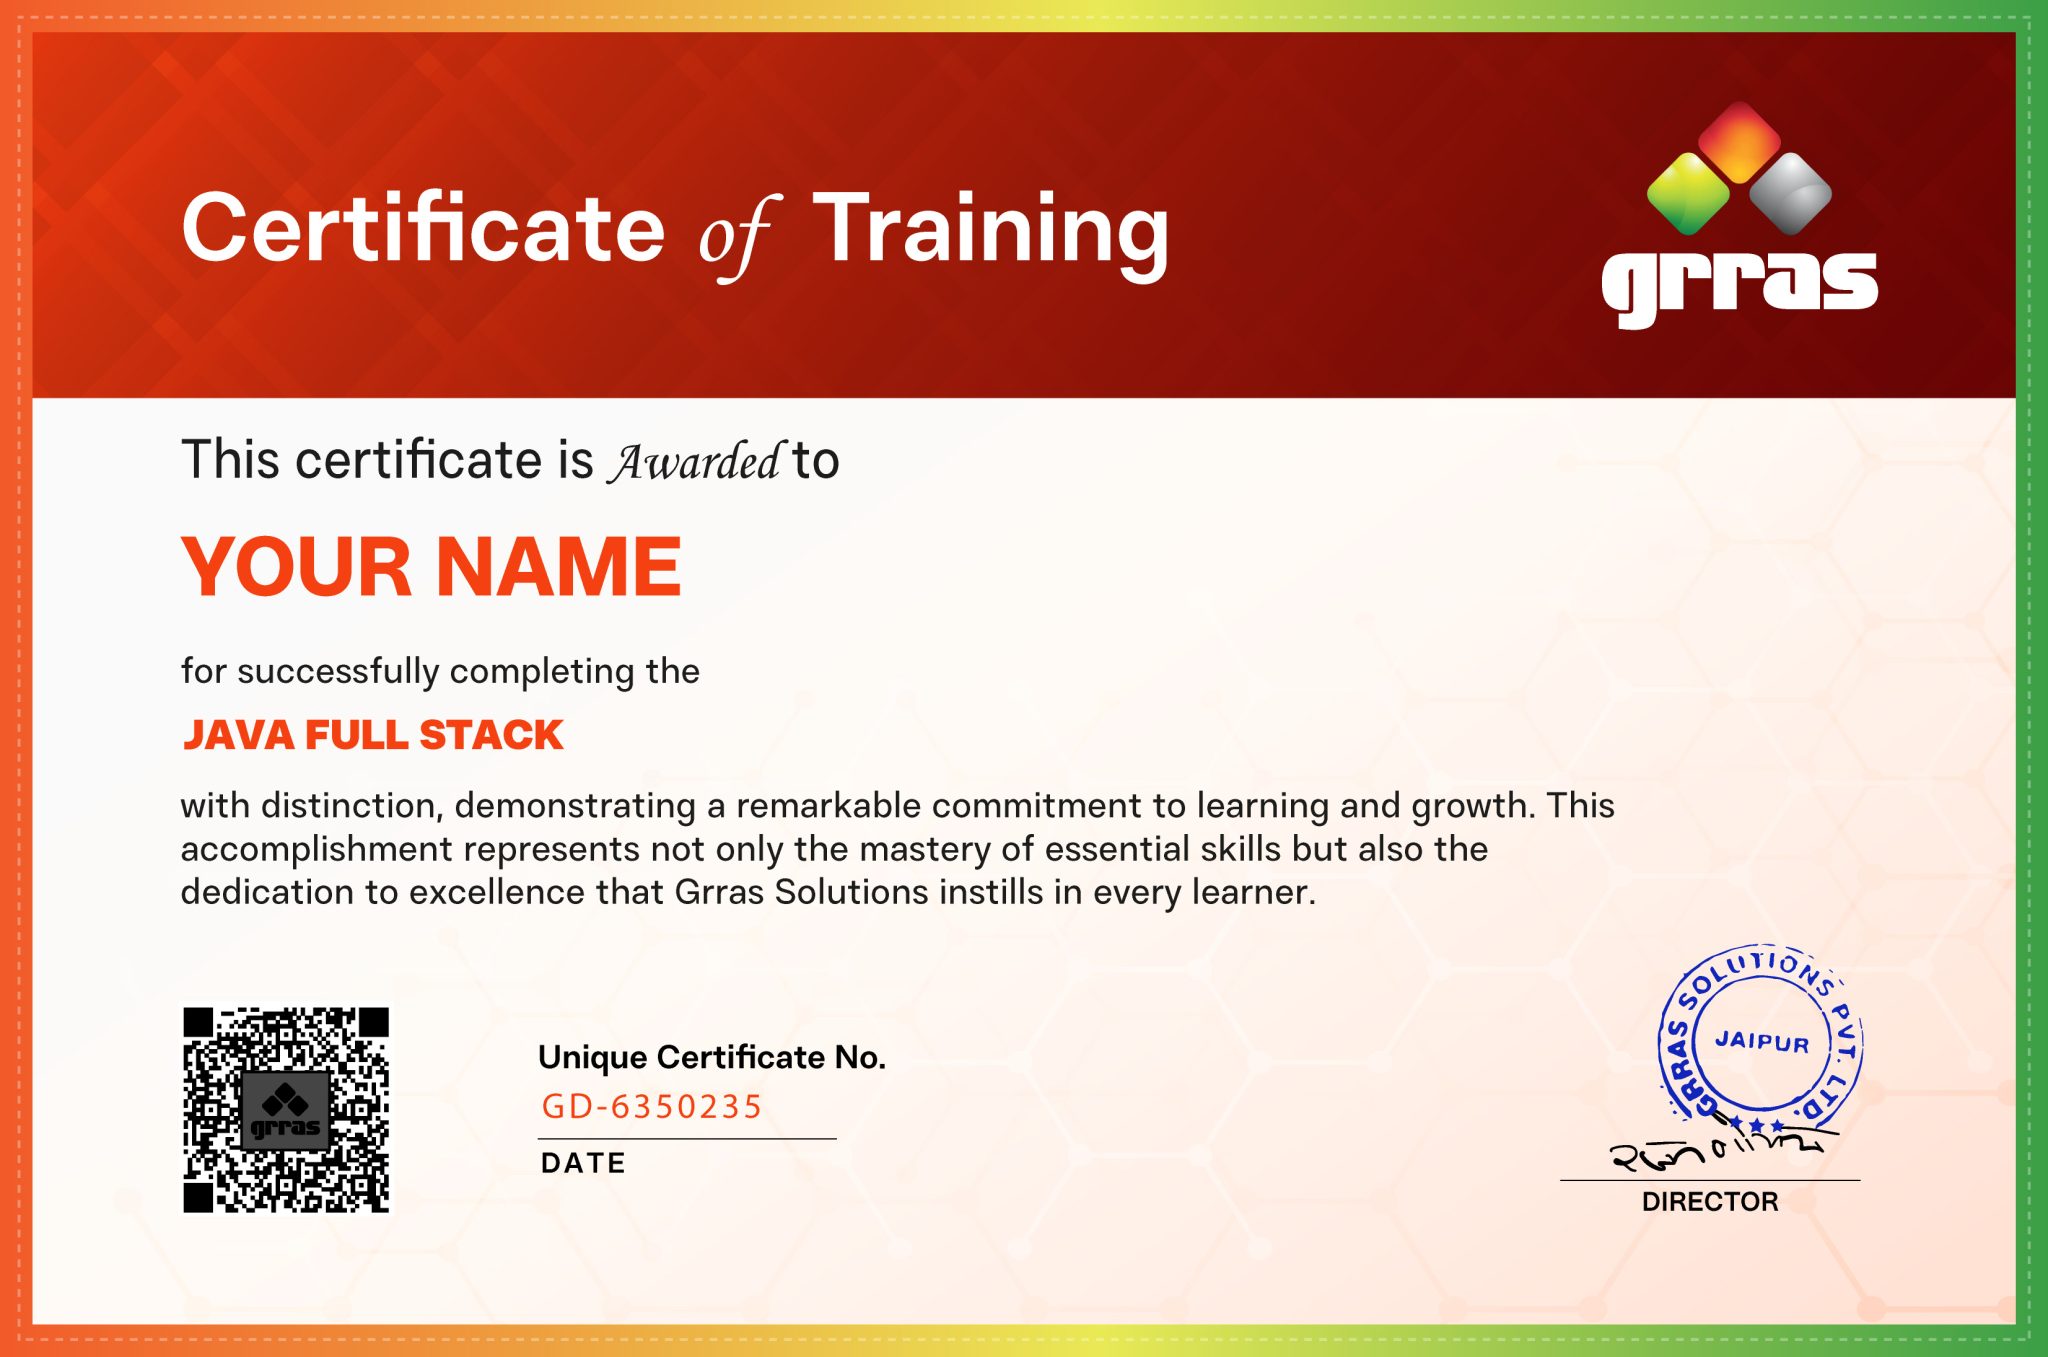 Certificate of Training
grras
This certificate is Awarded to
YOUR NAME
for successfully completing the
JAVA FULL STACK
with distinction, demonstrating a remarkable commitment to learning and growth. This
accomplishment represents not only the mastery of essential skills but also the
dedication to excellence that Grras Solutions instills in every learner.
grras
Unique Certificate No.
GD-6350235
DATE
GRRAS SOLUTIONS PVT. LTD.
JAIPUR
DIRECTOR